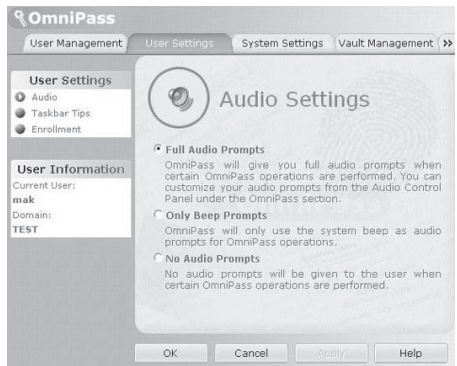 OmniPass
User Management User Settings System Settings Vault Management >>
User Settings
Audio
Taskbar Tips
Enrollment
User Information
Current User:
mak
Domain:
TEST
Audio Settings
Full Audio Prompts
OmniPass will give you full audio prompts when
certain OmniPass operations are performed. You can
customize your audio prompts from the Audio Control
Panel under the OmniPass section.
Only Beep Prompts
OmniPass will only use the system beep as audio
prompts for OmniPass operations.
No Audio Prompts
No audio prompts will be given to the user when
certain OmniPass operations are performed.
OK Cancel Apply Help